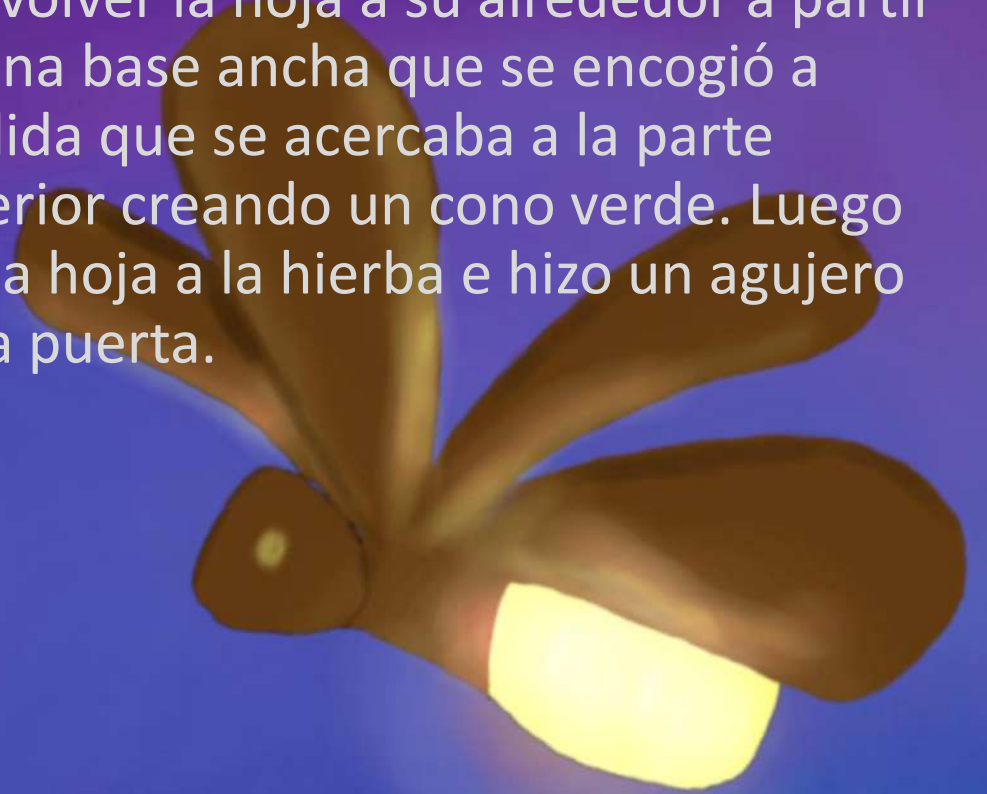 volver la hoja a su alrededor a partir
na base ancha que se encogió a
ida que se acercaba a la parte
erior creando un cono verde. Luego
a hoja a la hierba e hizo un agujero
a puerta.